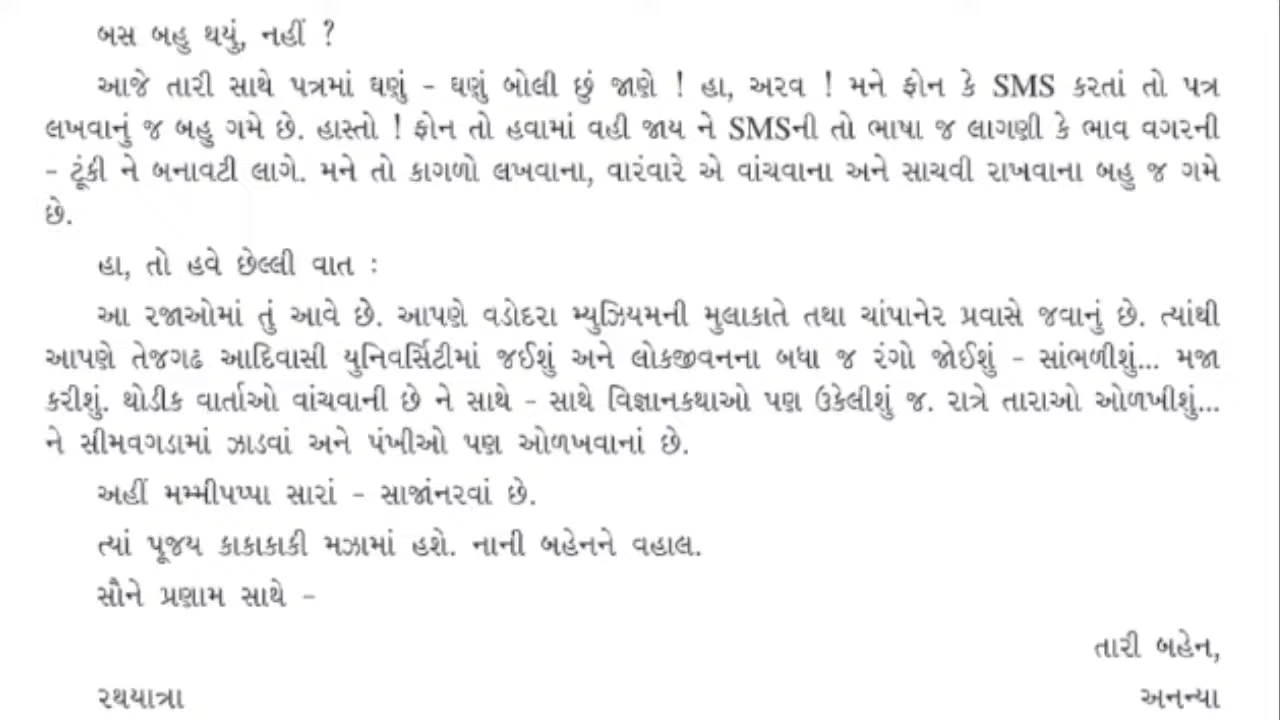 બસ બહુ થયું, નહીં ?
આજે તારી સાથે પત્રમાં ઘણું - ઘણું બોલી છું જાણે ! હા, અરવ ! મને ફોન કે SMS કરતાં તો પત્ર
લખવાનું જ બહુ ગમે છે. હાસ્તો ! ફોન તો હવામાં વહી જાય ને SMSની તો ભાષા જ લાગણી કે ભાવ વગરની
- ટૂંકી ને બનાવટી લાગે. મને તો કાગળો લખવાના, વારંવારે એ વાંચવાના અને સાચવી રાખવાના બહુ જ ગમે
છે.
હા, તો હવે છેલ્લી વાત :
આ રજાઓમાં તું આવે છે. આપણે વડોદરા મ્યુઝિયમની મુલાકાતે તથા ચાંપાનેર પ્રવાસે જવાનું છે. ત્યાંથી
આપણે તેજગઢ આદિવાસી યુનિવર્સિટીમાં જઈશું અને લોકજીવનના બધા જ રંગો જોઈશું - સાંભળીશું... મજા
કરીશું. થોડીક વાર્તાઓ વાંચવાની છે ને સાથે - સાથે વિજ્ઞાનકથાઓ પણ ઉકેલીશું જ. રાત્રે તારાઓ ઓળખીશું...
ને સીમવગડામાં ઝાડવાં અને પંખીઓ પણ ઓળખવાનાં છે.
અહીં મમ્મીપપ્પા સારાં - સાજાંનરવાં છે.
ત્યાં પૂજય કાકાકાકી મઝામાં હશે. નાની બહેનને વહાલ.
સૌને પ્રણામ સાથે -
તારી બહેન,
રથયાત્રા અનન્યા